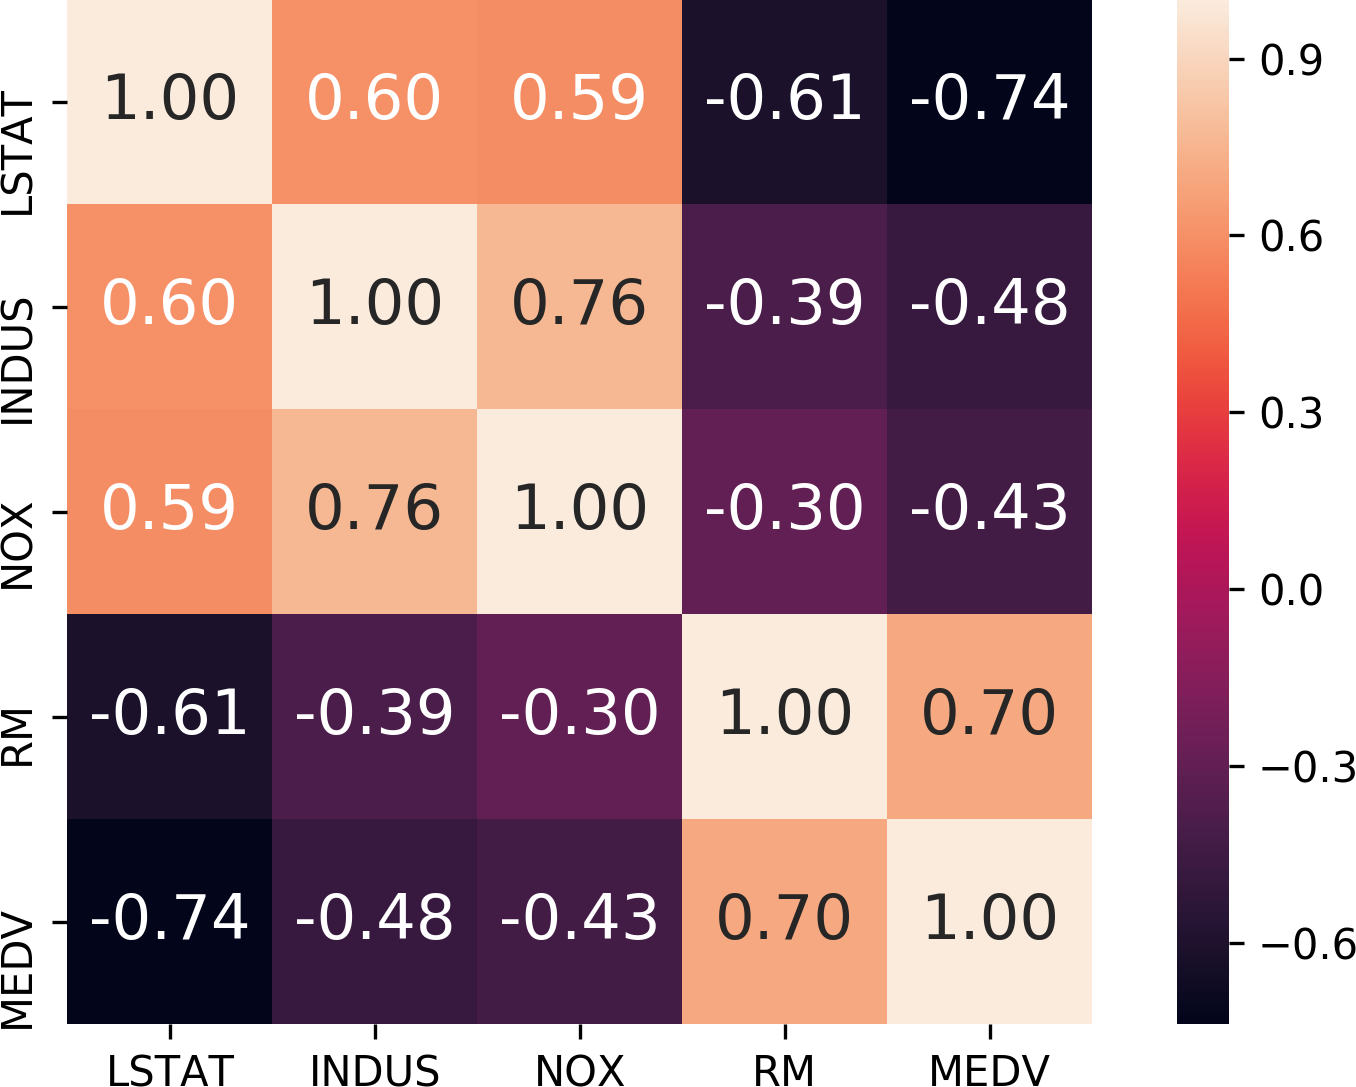 LSTAT 1.00 0.60 0.59 -0.61 -0.74
INDUS 0.60 1.00 0.76 -0.39 -0.48
NOX 0.59 0.76 1.00 -0.30 -0.43
RM -0.61 -0.39 -0.30 1.00 0.70
MEDV -0.74 -0.48 -0.43 0.70 1.00
LSTAT INDUS NOX RM MEDV
0.9
0.6
0.3
0.0
−0.3
−0.6